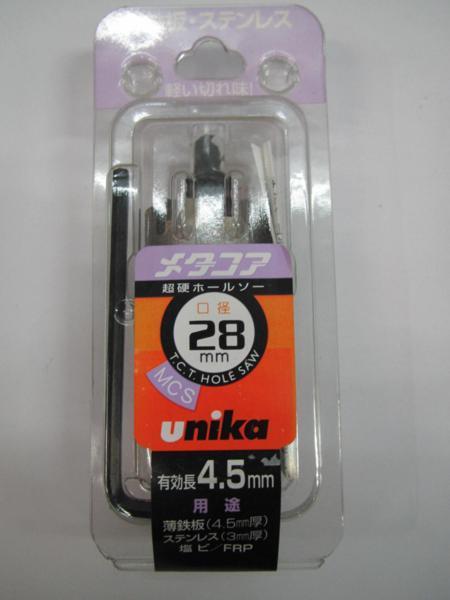 板・ステンレス
軽い切れ味!
メタコア
超硬ホールソー
口径
28
mm
T.C.T. HOLE SAW
MCS
unika
有効長4.5mm
用途
薄鉄板(4.5mm厚)
ステンレス(3mm厚)
塩ビ/FRP